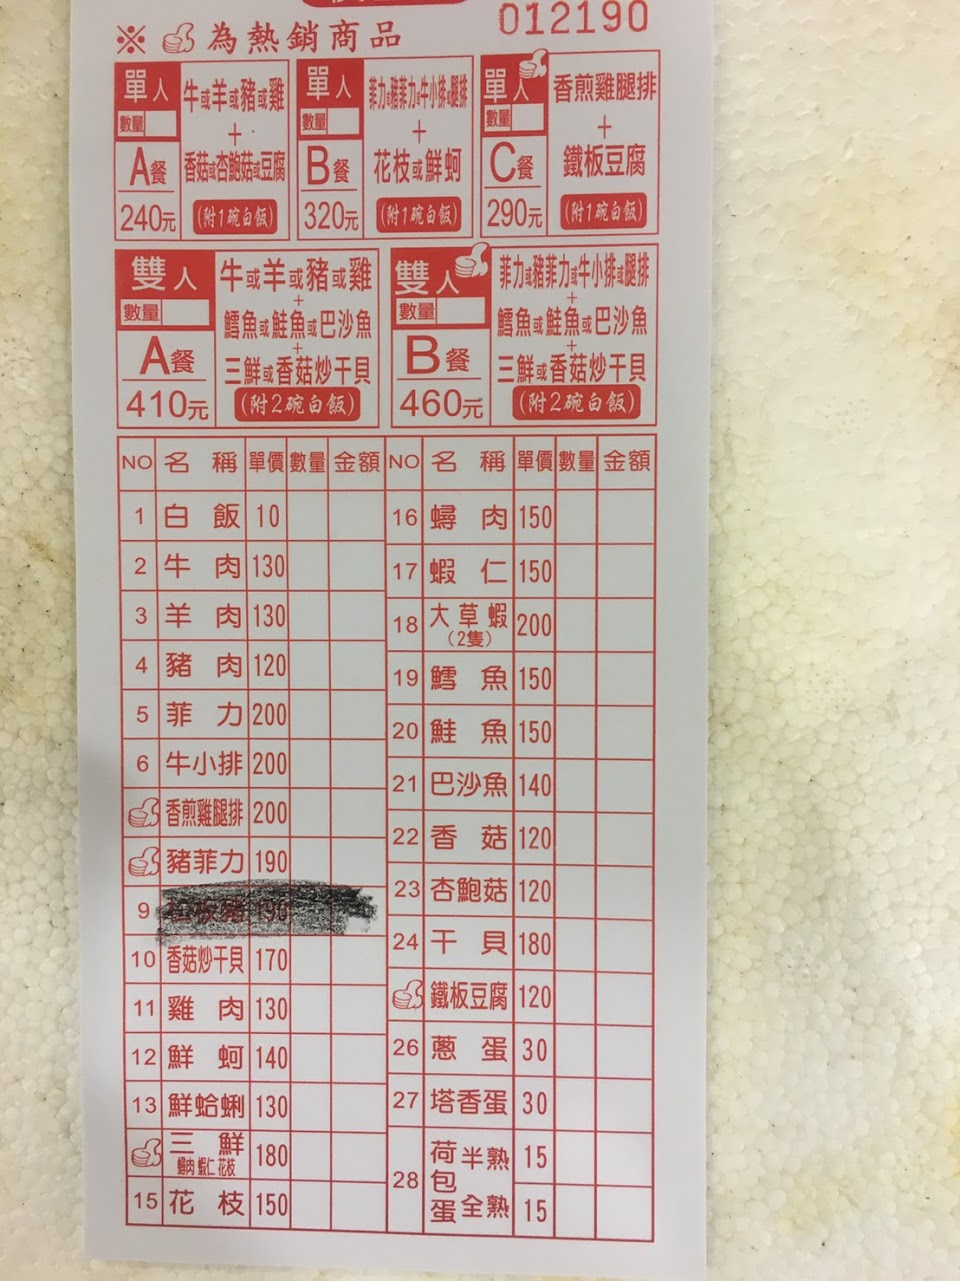 012190
※ 為熱銷商品
單人
數量
A餐
240元
牛或羊或豬或雞
+
香菇或杏鮑菇或豆腐
(附1碗白飯)
單人
數量
B餐
320元
菲力或豬菲力或牛小排或腿排
+
花枝或鮮蚵
(附1碗白飯)
單人
數量
C餐
290元
香煎雞腿排
+
鐵板豆腐
(附1碗白飯)
雙人
數量
A餐
410元
牛或羊或豬或雞
+
鱈魚或鮭魚或巴沙魚
+
三鮮或香菇炒干貝
(附2碗白飯)
雙人
數量
B餐
460元
菲力或豬菲力或牛小排或腿排
+
鱈魚或鮭魚或巴沙魚
+
三鮮或香菇炒干貝
(附2碗白飯)
NO 名稱 單價 數量 金額
1 白飯 10
2 牛肉 130
3 羊肉 130
4 豬肉 120
5 菲力 200
6 牛小排 200
香煎雞腿排 200
豬菲力 190
9 豬 190
10 香菇炒干貝 170
11 雞肉 130
12 鮮蚵 140
13 鮮蛤蜊 130
三鮮 180
蟳肉 蝦仁 花枝
15 花枝 150
NO 名稱 單價 數量 金額
16 蟳肉 150
17 蝦仁 150
18 大草蝦 200
(2隻)
19 鱈魚 150
20 鮭魚 150
21 巴沙魚 140
22 香菇 120
23 杏鮑菇 120
24 干貝 180
鐵板豆腐 120
26 蔥蛋 30
27 塔香蛋 30
28 荷包蛋 半熟 15
全熟 15